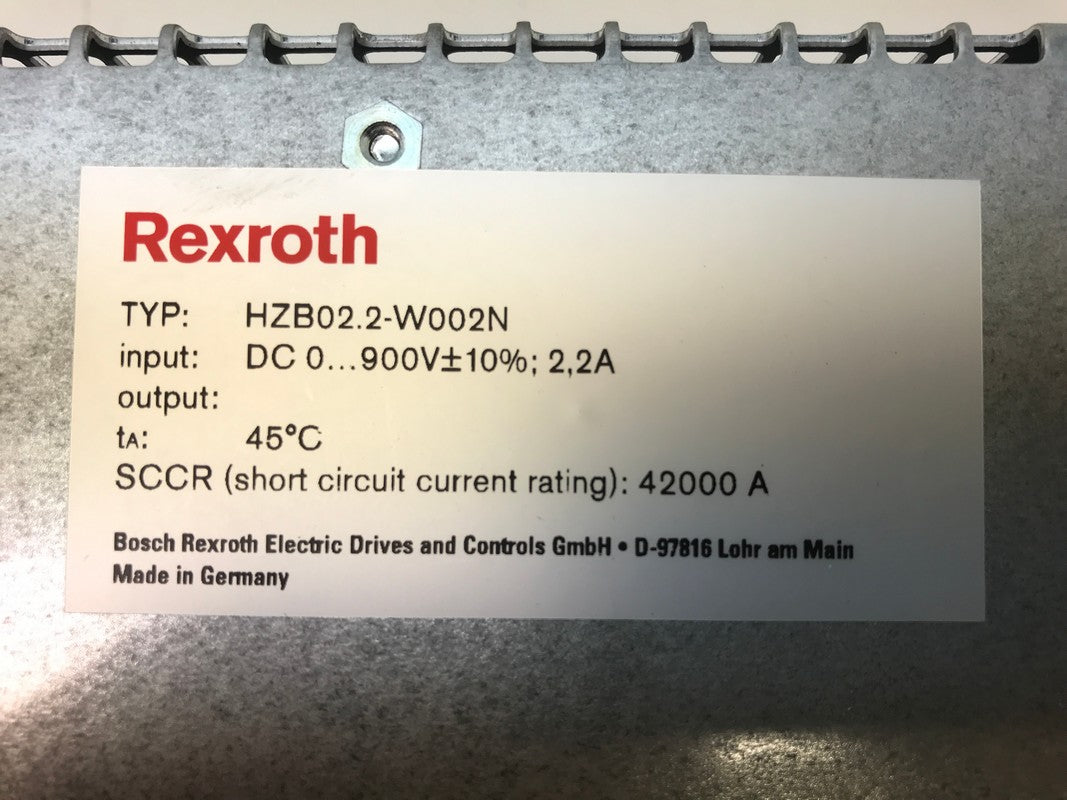 Rexroth
TYP: HZB02.2-W002N
input: DC 0...900V±10%; 2,2A
output:
tA: 45°C
SCCR (short circuit current rating): 42000 A
Bosch Rexroth Electric Drives and Controls GmbH • D-97816 Lohr am Main
Made in Germany